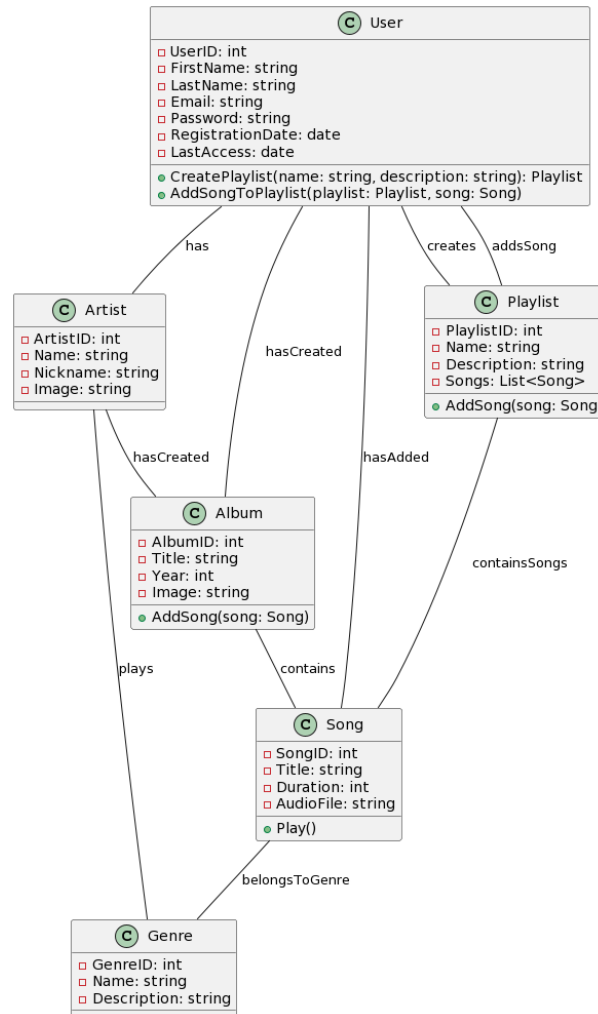 C User
UserID: int
FirstName: string
LastName: string
Email: string
Password: string
RegistrationDate: date
LastAccess: date
CreatePlaylist(name: string, description: string): Playlist
AddSongToPlaylist(playlist: Playlist, song: Song)
has
creates
addsSong
C Artist
ArtistID: int
Name: string
Nickname: string
Image: string
C Playlist
PlaylistID: int
Name: string
Description: string
Songs: List<Song>
AddSong(song: Song
hasCreated
hasCreated
hasAdded
C Album
AlbumID: int
Title: string
Year: int
Image: string
AddSong(song: Song)
containsSongs
plays
contains
C Song
SongID: int
Title: string
Duration: int
AudioFile: string
Play()
belongsToGenre
C Genre
GenreID: int
Name: string
Description: string